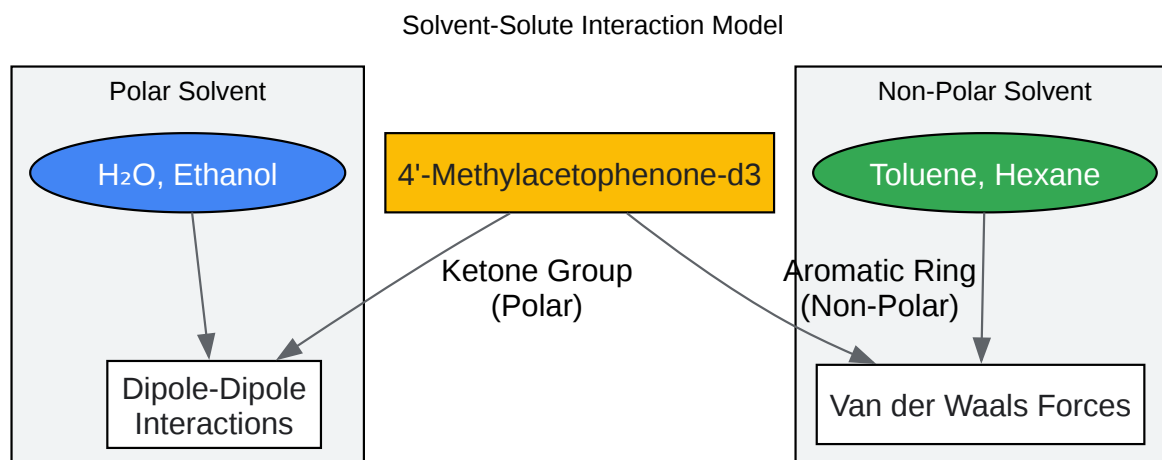 Solvent-Solute Interaction Model
Polar Solvent
Non-Polar Solvent
H₂O, Ethanol
4'-Methylacetophenone-d3
Toluene, Hexane
Ketone Group
(Polar)
Aromatic Ring
(Non-Polar)
Dipole-Dipole
Interactions
Van der Waals Forces